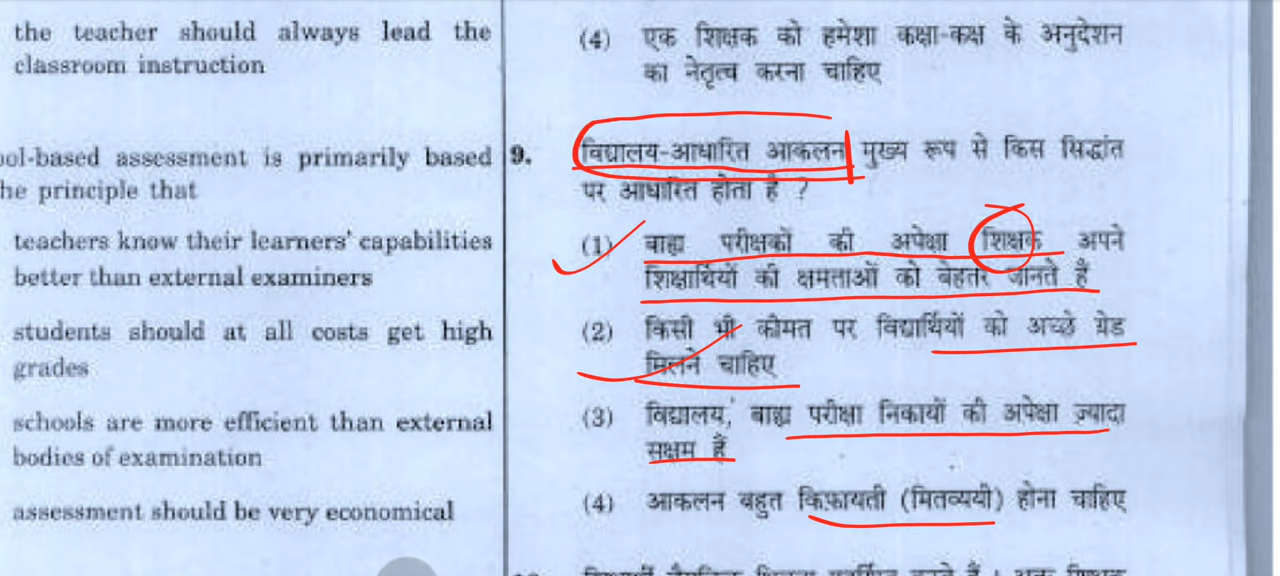 the teacher should always lead the
classroom instruction
ool-based assessment is primarily based
he principle that
teachers know their learners' capabilities
better than external examiners
students should at all costs get high
grades
schools are more efficient than external
bodies of examination
assessment should be very economical
(4) एक शिक्षक को हमेशा कक्षा-कक्ष के अनुदेशन
का नेतृत्व करना चाहिए
9. विद्यालय-आधारित आकलन मुख्य रूप से किस सिद्धांत
पर आधारित होता है ?
(1) बाह्य परीक्षकों की अपेक्षा शिक्षक अपने
शिक्षार्थियों की क्षमताओं को बेहतर जानते हैं
(2) किसी भी कीमत पर विद्यार्थियों को अच्छे ग्रेड
मिलने चाहिए
(3) विद्यालय, बाह्य परीक्षा निकायों की अपेक्षा ज़्यादा
सक्षम हैं
(4) आकलन बहुत किफ़ायती (मितव्ययी) होना चाहिए